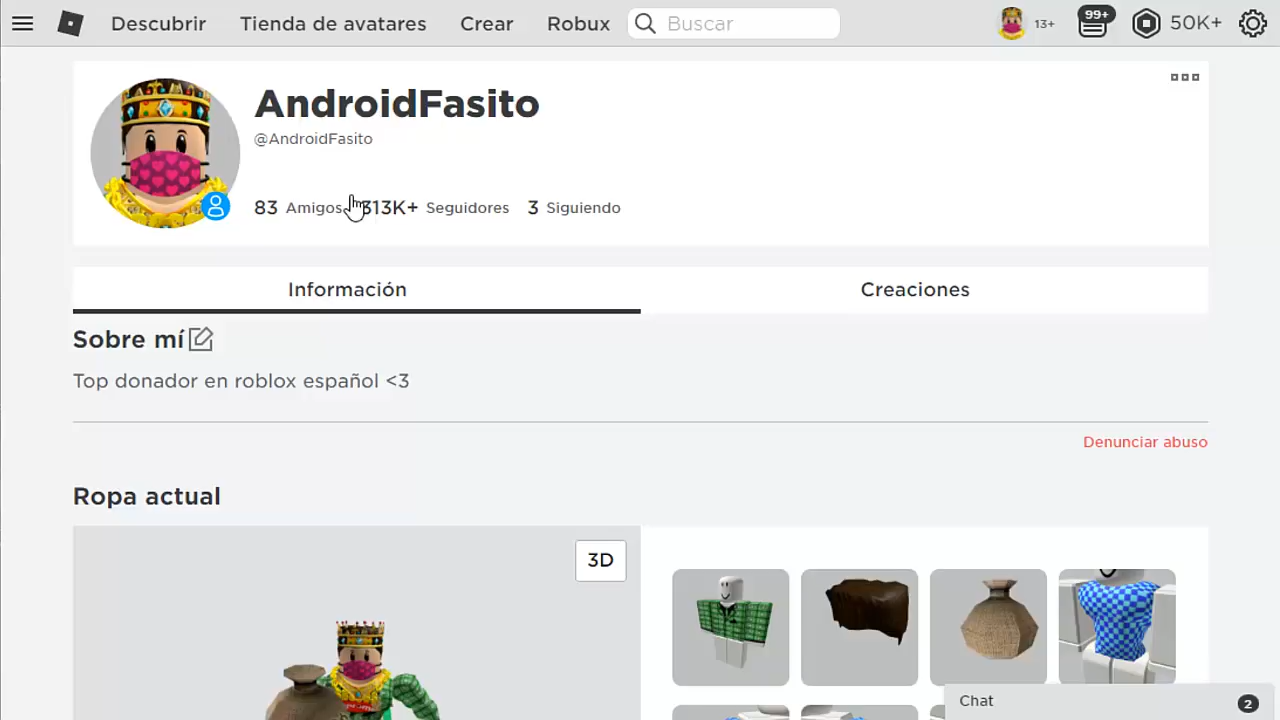 Descubrir Tienda de avatares Crear Robux Buscar 13+ 99+ 50K+
AndroidFasito
@AndroidFasito
83 Amigos 313K+ Seguidores 3 Siguiendo
Información Creaciones
Sobre mí
Top donador en roblox español <3
Denunciar abuso
Ropa actual
3D
Chat 2